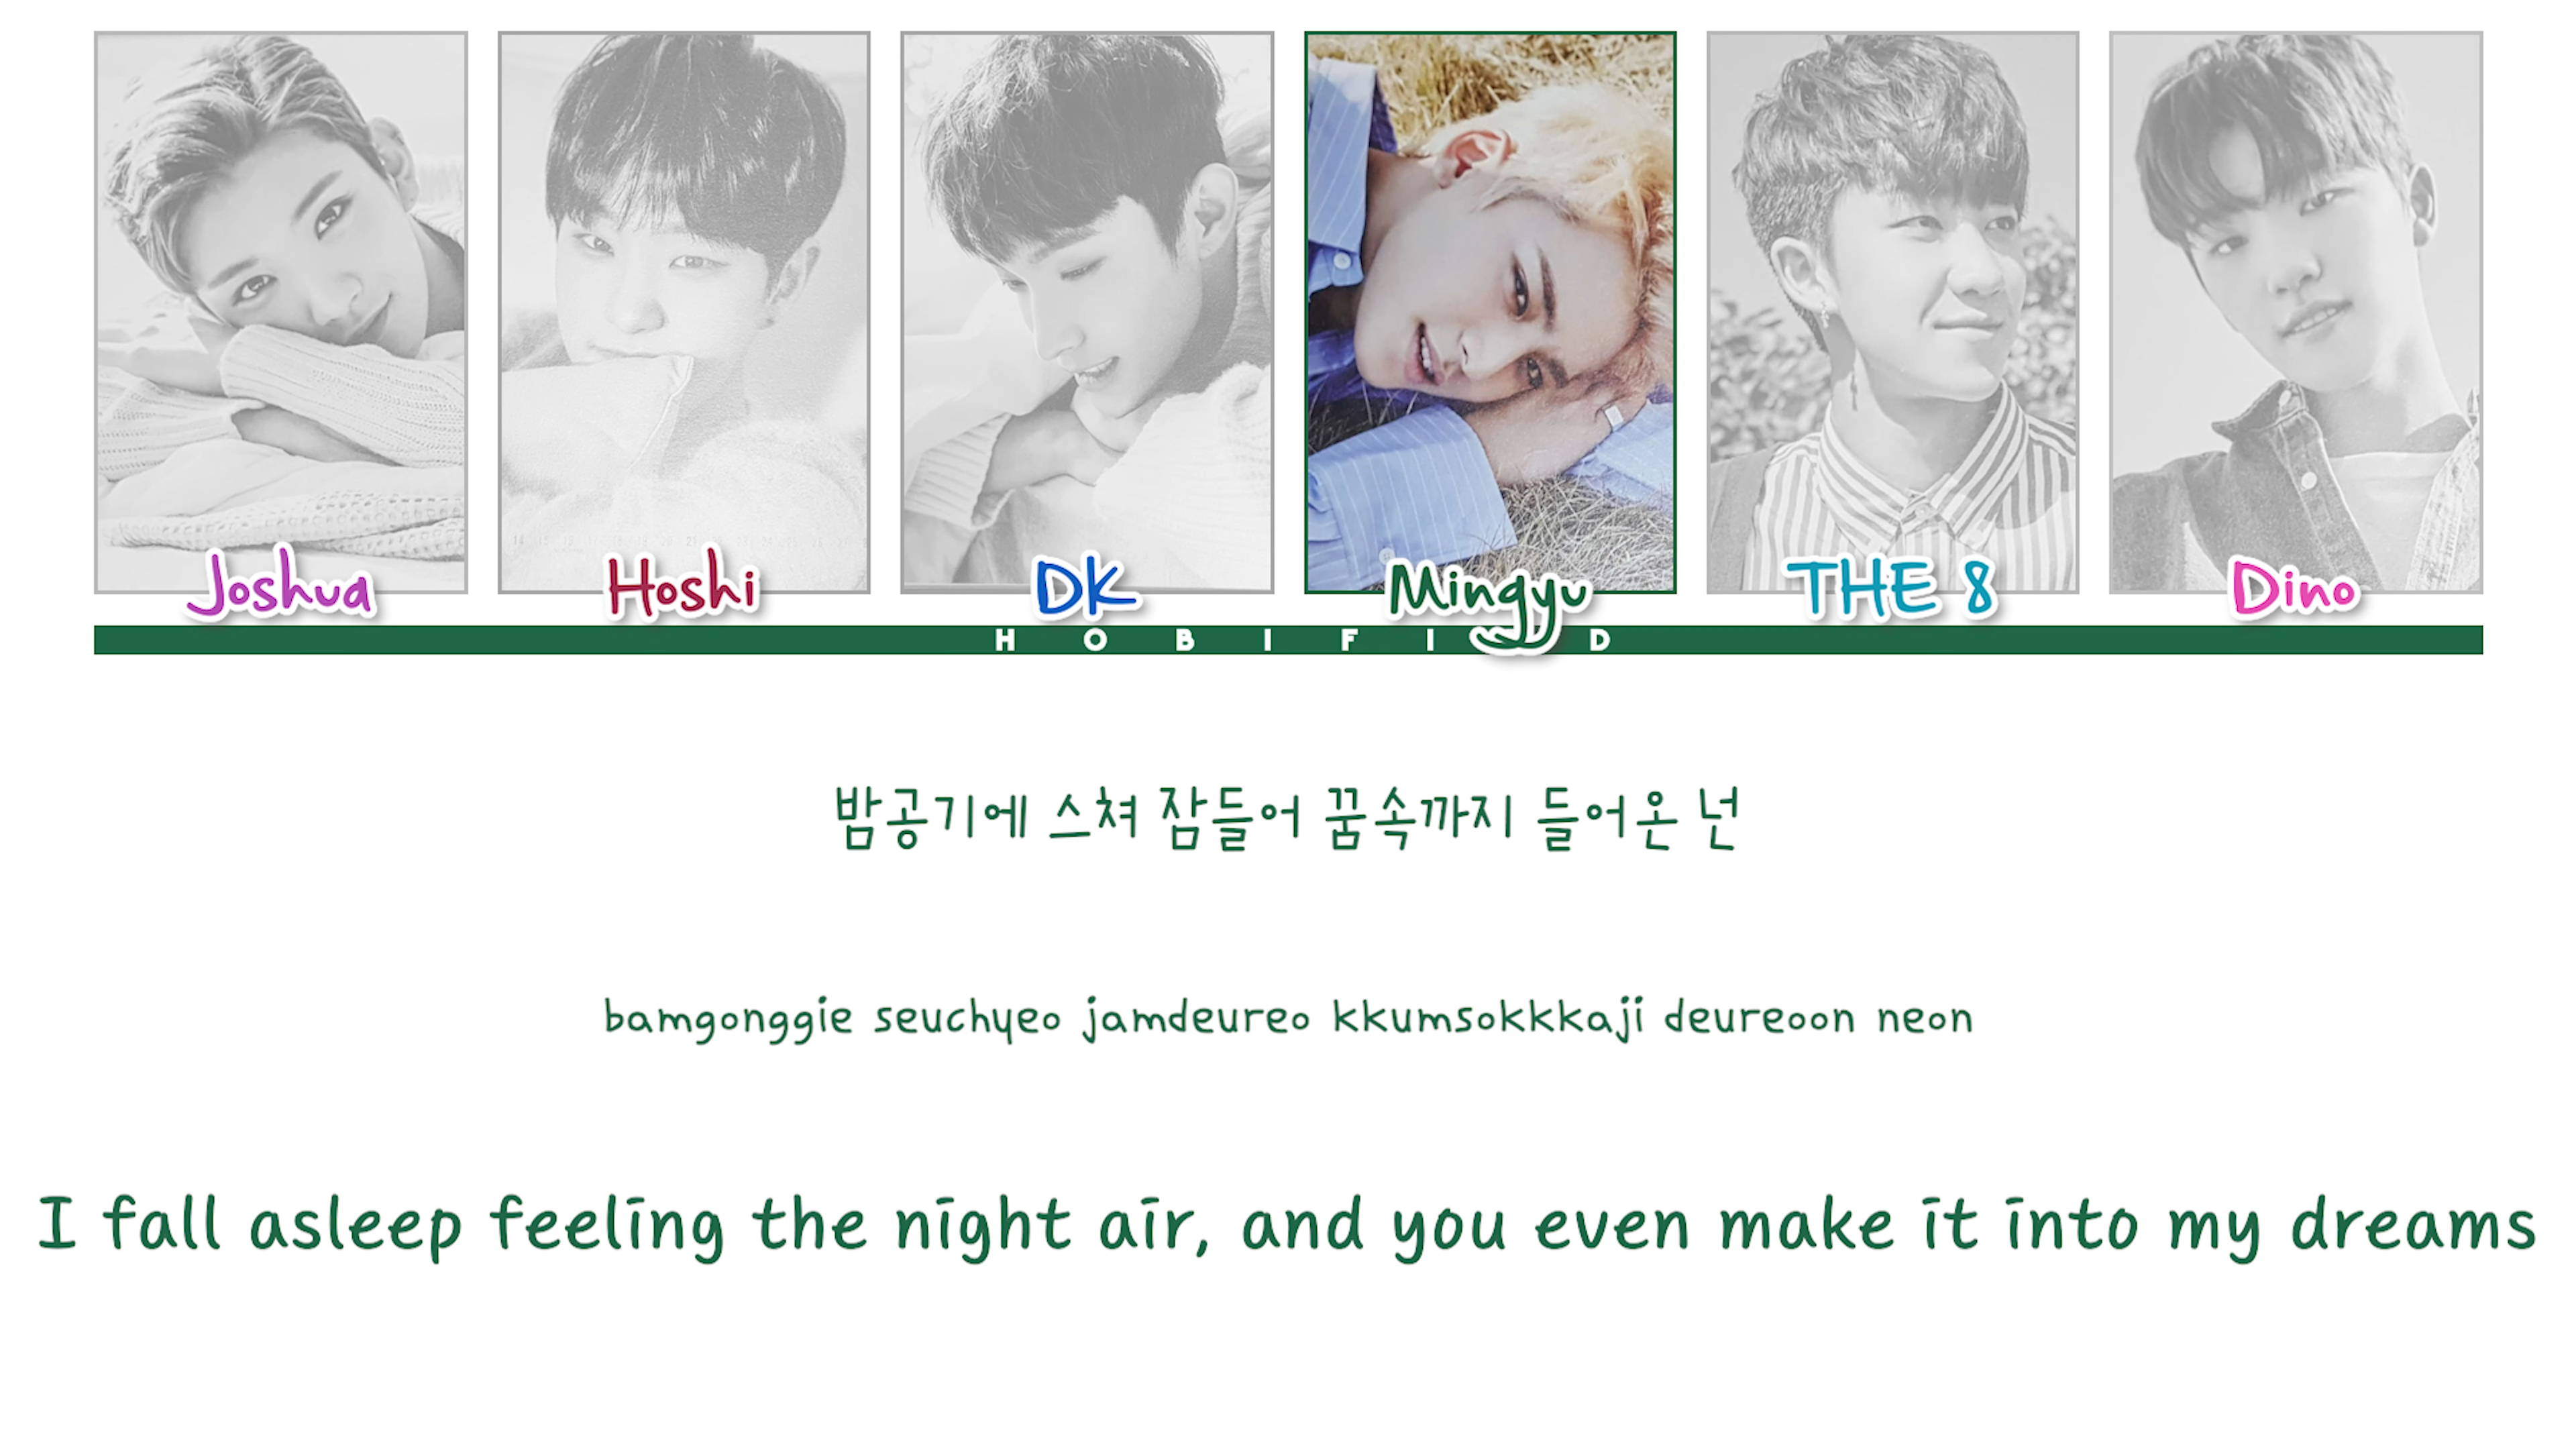 Joshua Hoshi DK Mingyu THE 8 Dino
H O B I F I D
밤공기에 스쳐 잠들어 꿈속까지 들어온 넌
bamgonggie seuchyeo jamdeureo kkumsokkkaji deureoon neon
I fall asleep feeling the night air, and you even make it into my dreams